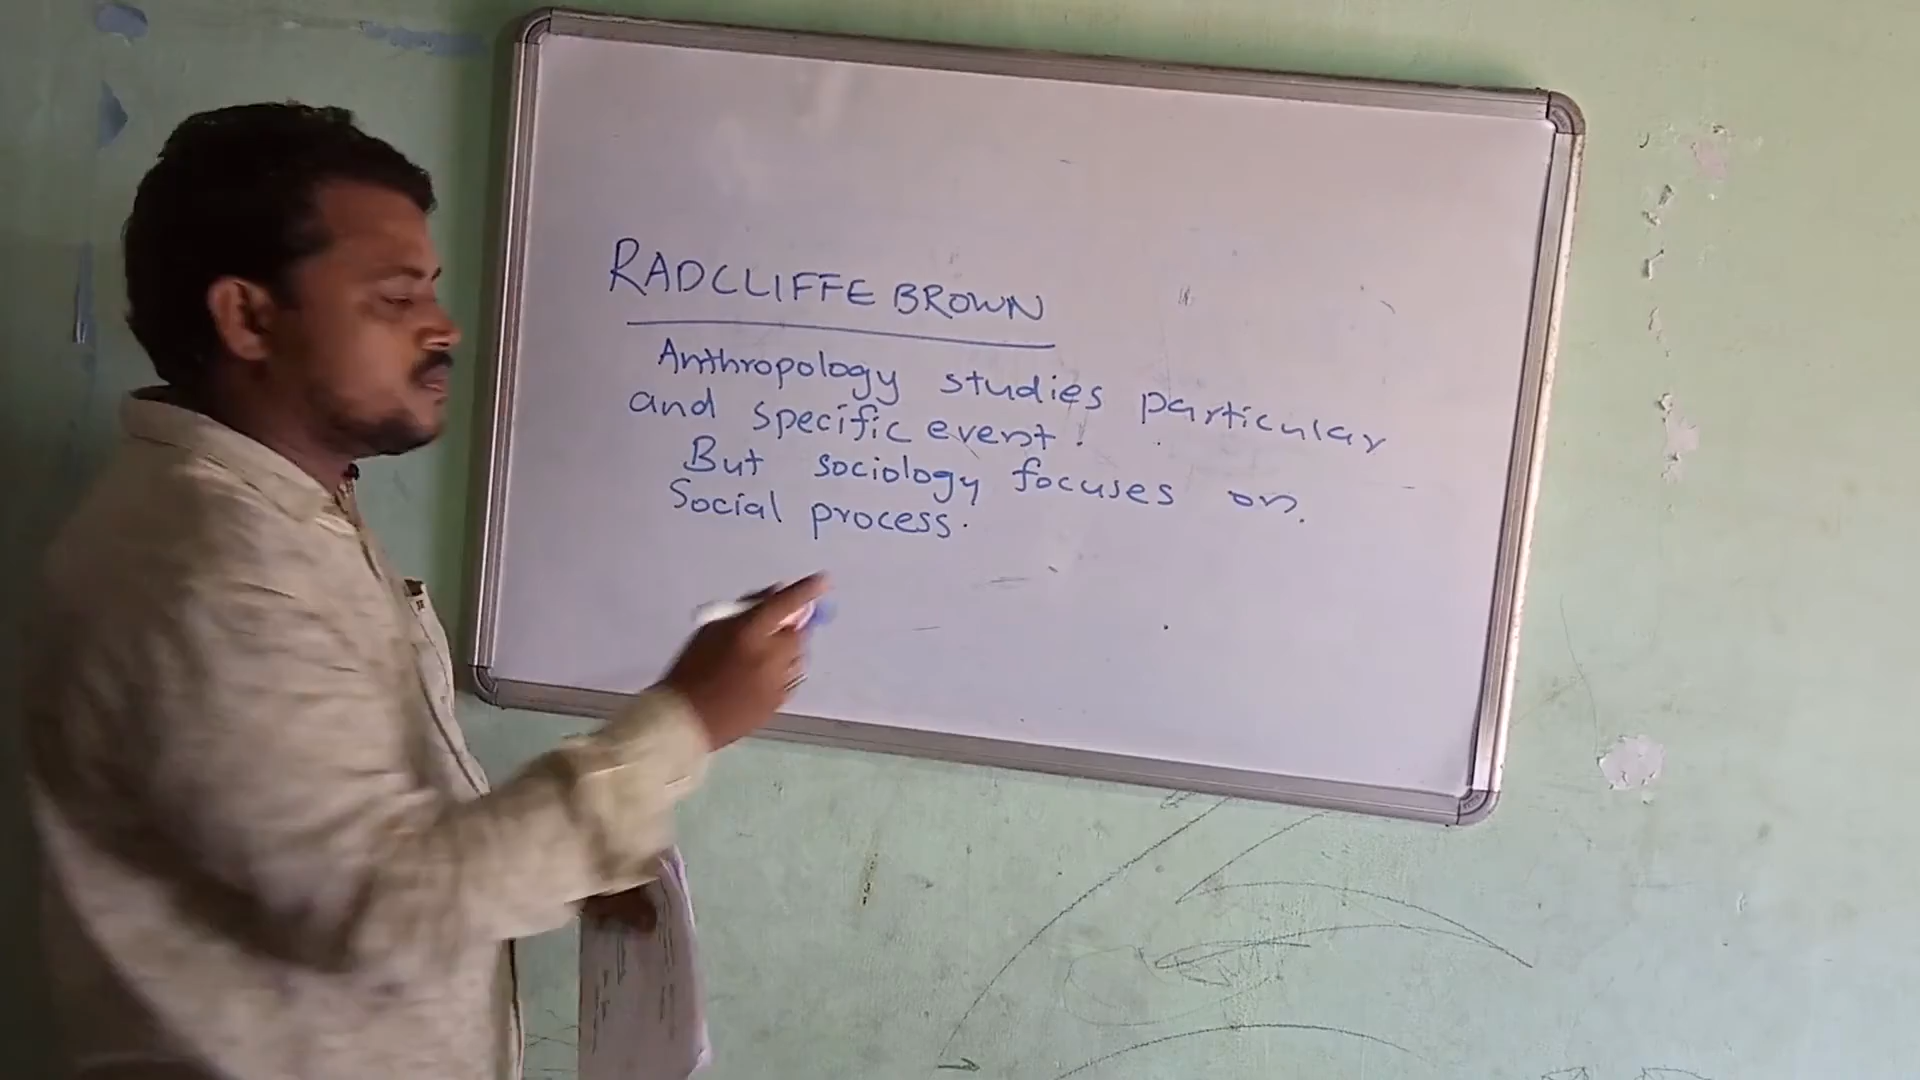 RADCLIFFE BROWN
Anthropology studies particular
and specific event.
But sociology focuses on.
Social process.